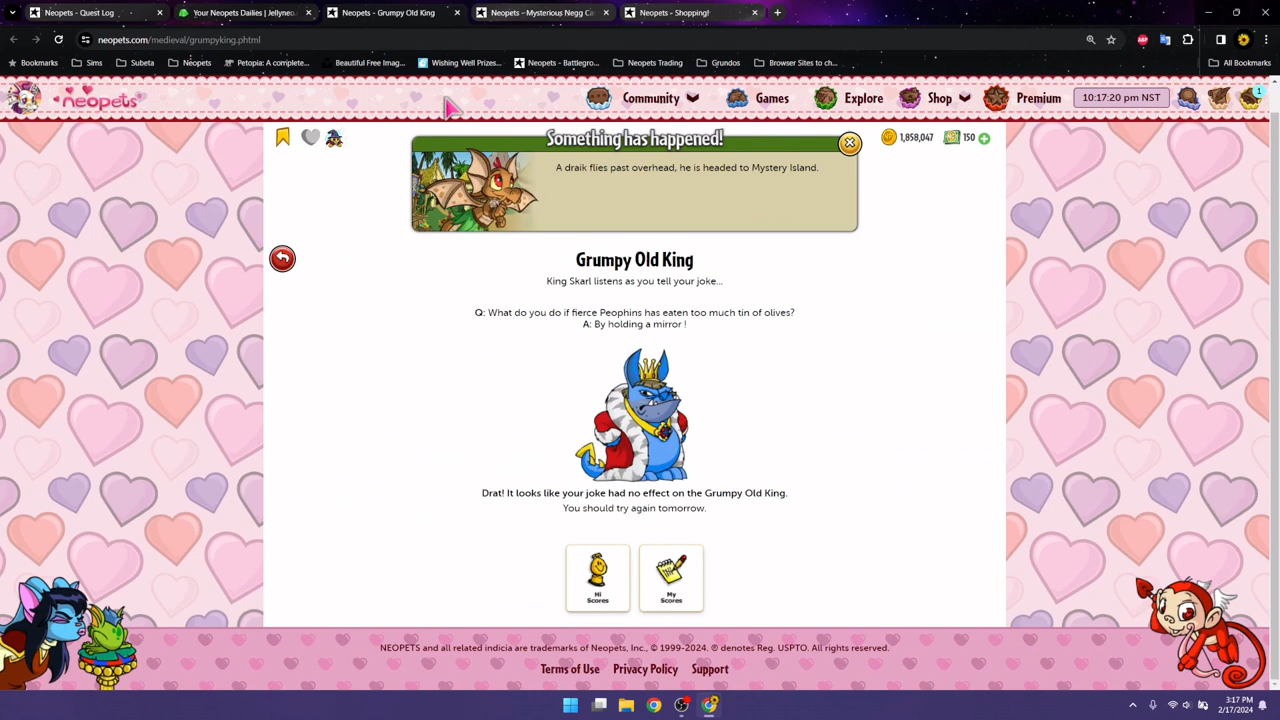 Neopets - Quest Log
Your Neopets Dailies | Jellyneo.
Neopets - Grumpy Old King
Neopets - Mysterious Negg Ca
Neopets - Shopping!
neopets.com/medieval/grumpyking.phtml
Bookmarks
Sims
Subeta
Neopets
Petopia: A complete...
Beautiful Free Imag...
Wishing Well Prizes...
Neopets - Battlegro...
Neopets Trading
Grundos
Browser Sites to ch...
All Bookmarks
neopets
Community
Games
Explore
Shop
Premium
10:17:20 pm NST
1
Something has happened!
1,858,047
150
A draik flies past overhead, he is headed to Mystery Island.
Grumpy Old King
King Skarl listens as you tell your joke...
Q: What do you do if fierce Peophins has eaten too much tin of olives?
A: By holding a mirror !
Drat! It looks like your joke had no effect on the Grumpy Old King.
You should try again tomorrow.
Hi
Scores
My
Scores
NEOPETS and all related indicia are trademarks of Neopets, Inc., © 1999-2024. ® denotes Reg. USPTO. All rights reserved.
Terms of Use
Privacy Policy
Support
3:17 PM
2/17/2024